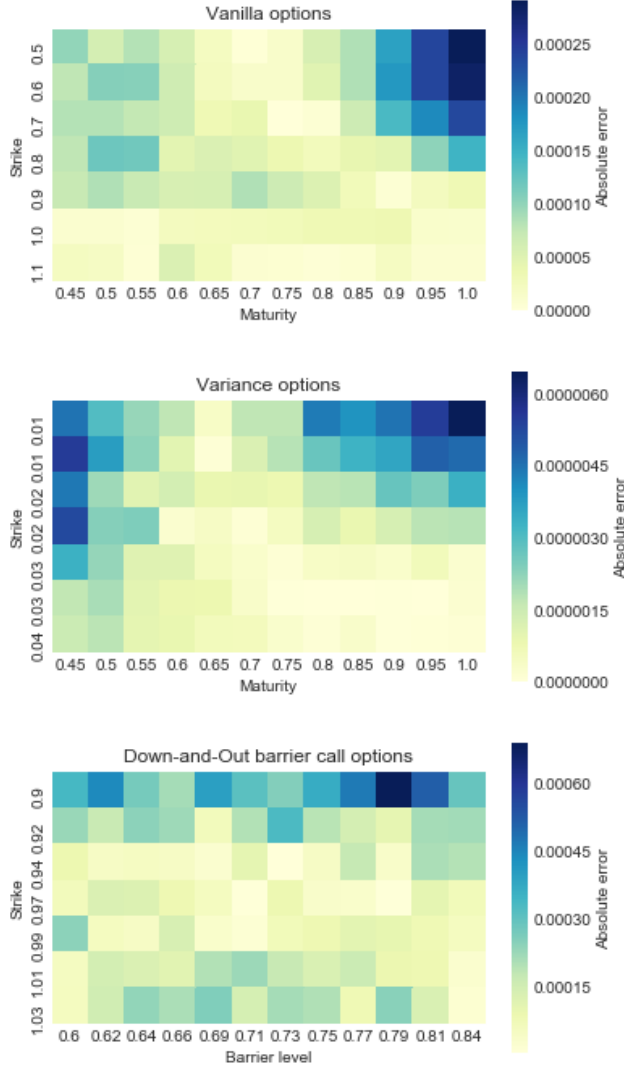 Vanilla options
Strike
0.5
0.6
0.7
0.8
0.9
1.0
1.1
0.45 0.5 0.55 0.6 0.65 0.7 0.75 0.8 0.85 0.9 0.95 1.0
Maturity
0.00025
0.00020
0.00015
0.00010
0.00005
0.00000
Absolute error
Variance options
Strike
0.01
0.01
0.02
0.02
0.03
0.03
0.04
0.45 0.5 0.55 0.6 0.65 0.7 0.75 0.8 0.85 0.9 0.95 1.0
Maturity
0.0000060
0.0000045
0.0000030
0.0000015
0.0000000
Absolute error
Down-and-Out barrier call options
Strike
0.9
0.92
0.94
0.97
0.99
1.01
1.03
0.6 0.62 0.64 0.66 0.69 0.71 0.73 0.75 0.77 0.79 0.81 0.84
Barrier level
0.00060
0.00045
0.00030
0.00015
Absolute error